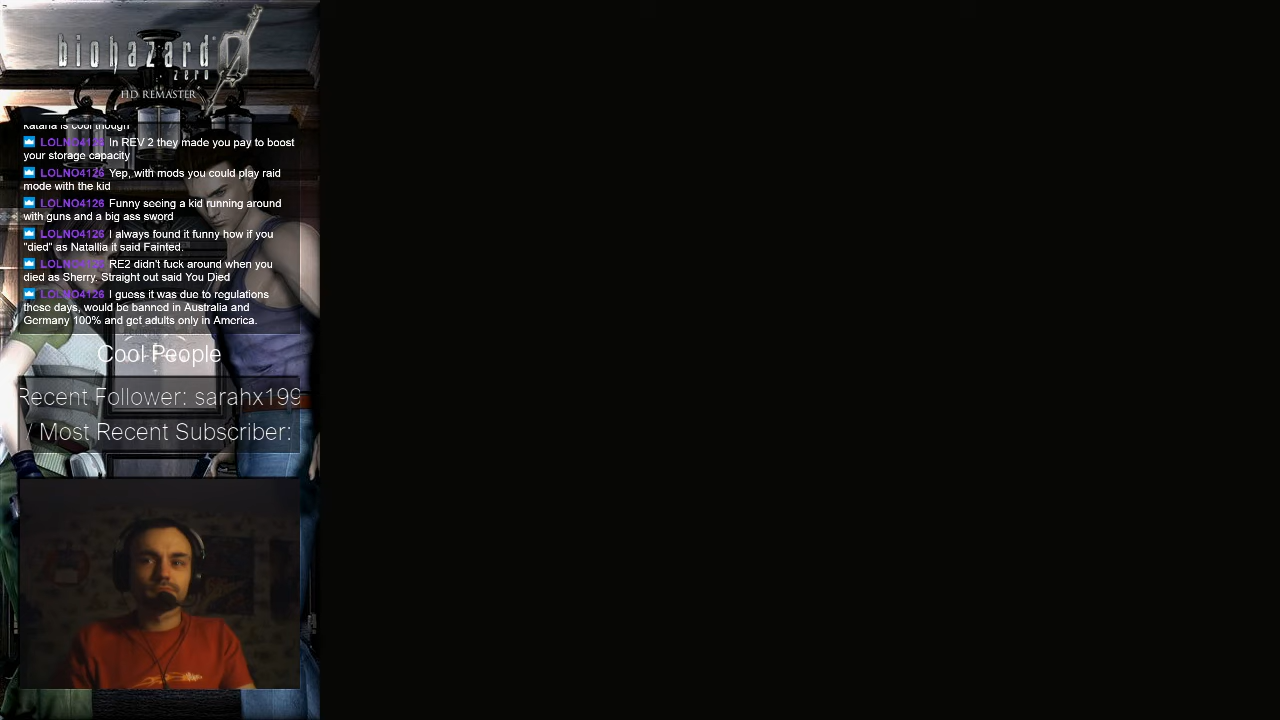 biohazard 0
zero
HD REMASTER
katana is cool though
LOLNO4126 In REV 2 they made you pay to boost
your storage capacity
LOLNO4126 Yep, with mods you could play raid
mode with the kid
LOLNO4126 Funny seeing a kid running around
with guns and a big ass sword
LOLNO4126 I always found it funny how if you
"died" as Natallia it said Fainted.
LOLNO4126 RE2 didn't fuck around when you
died as Sherry. Straight out said You Died
LOLNO4126 I guess it was due to regulations
these days, would be banned in Australia and
Germany 100% and get adults only in America.
Cool People
Recent Follower: sarahx199
/ Most Recent Subscriber: